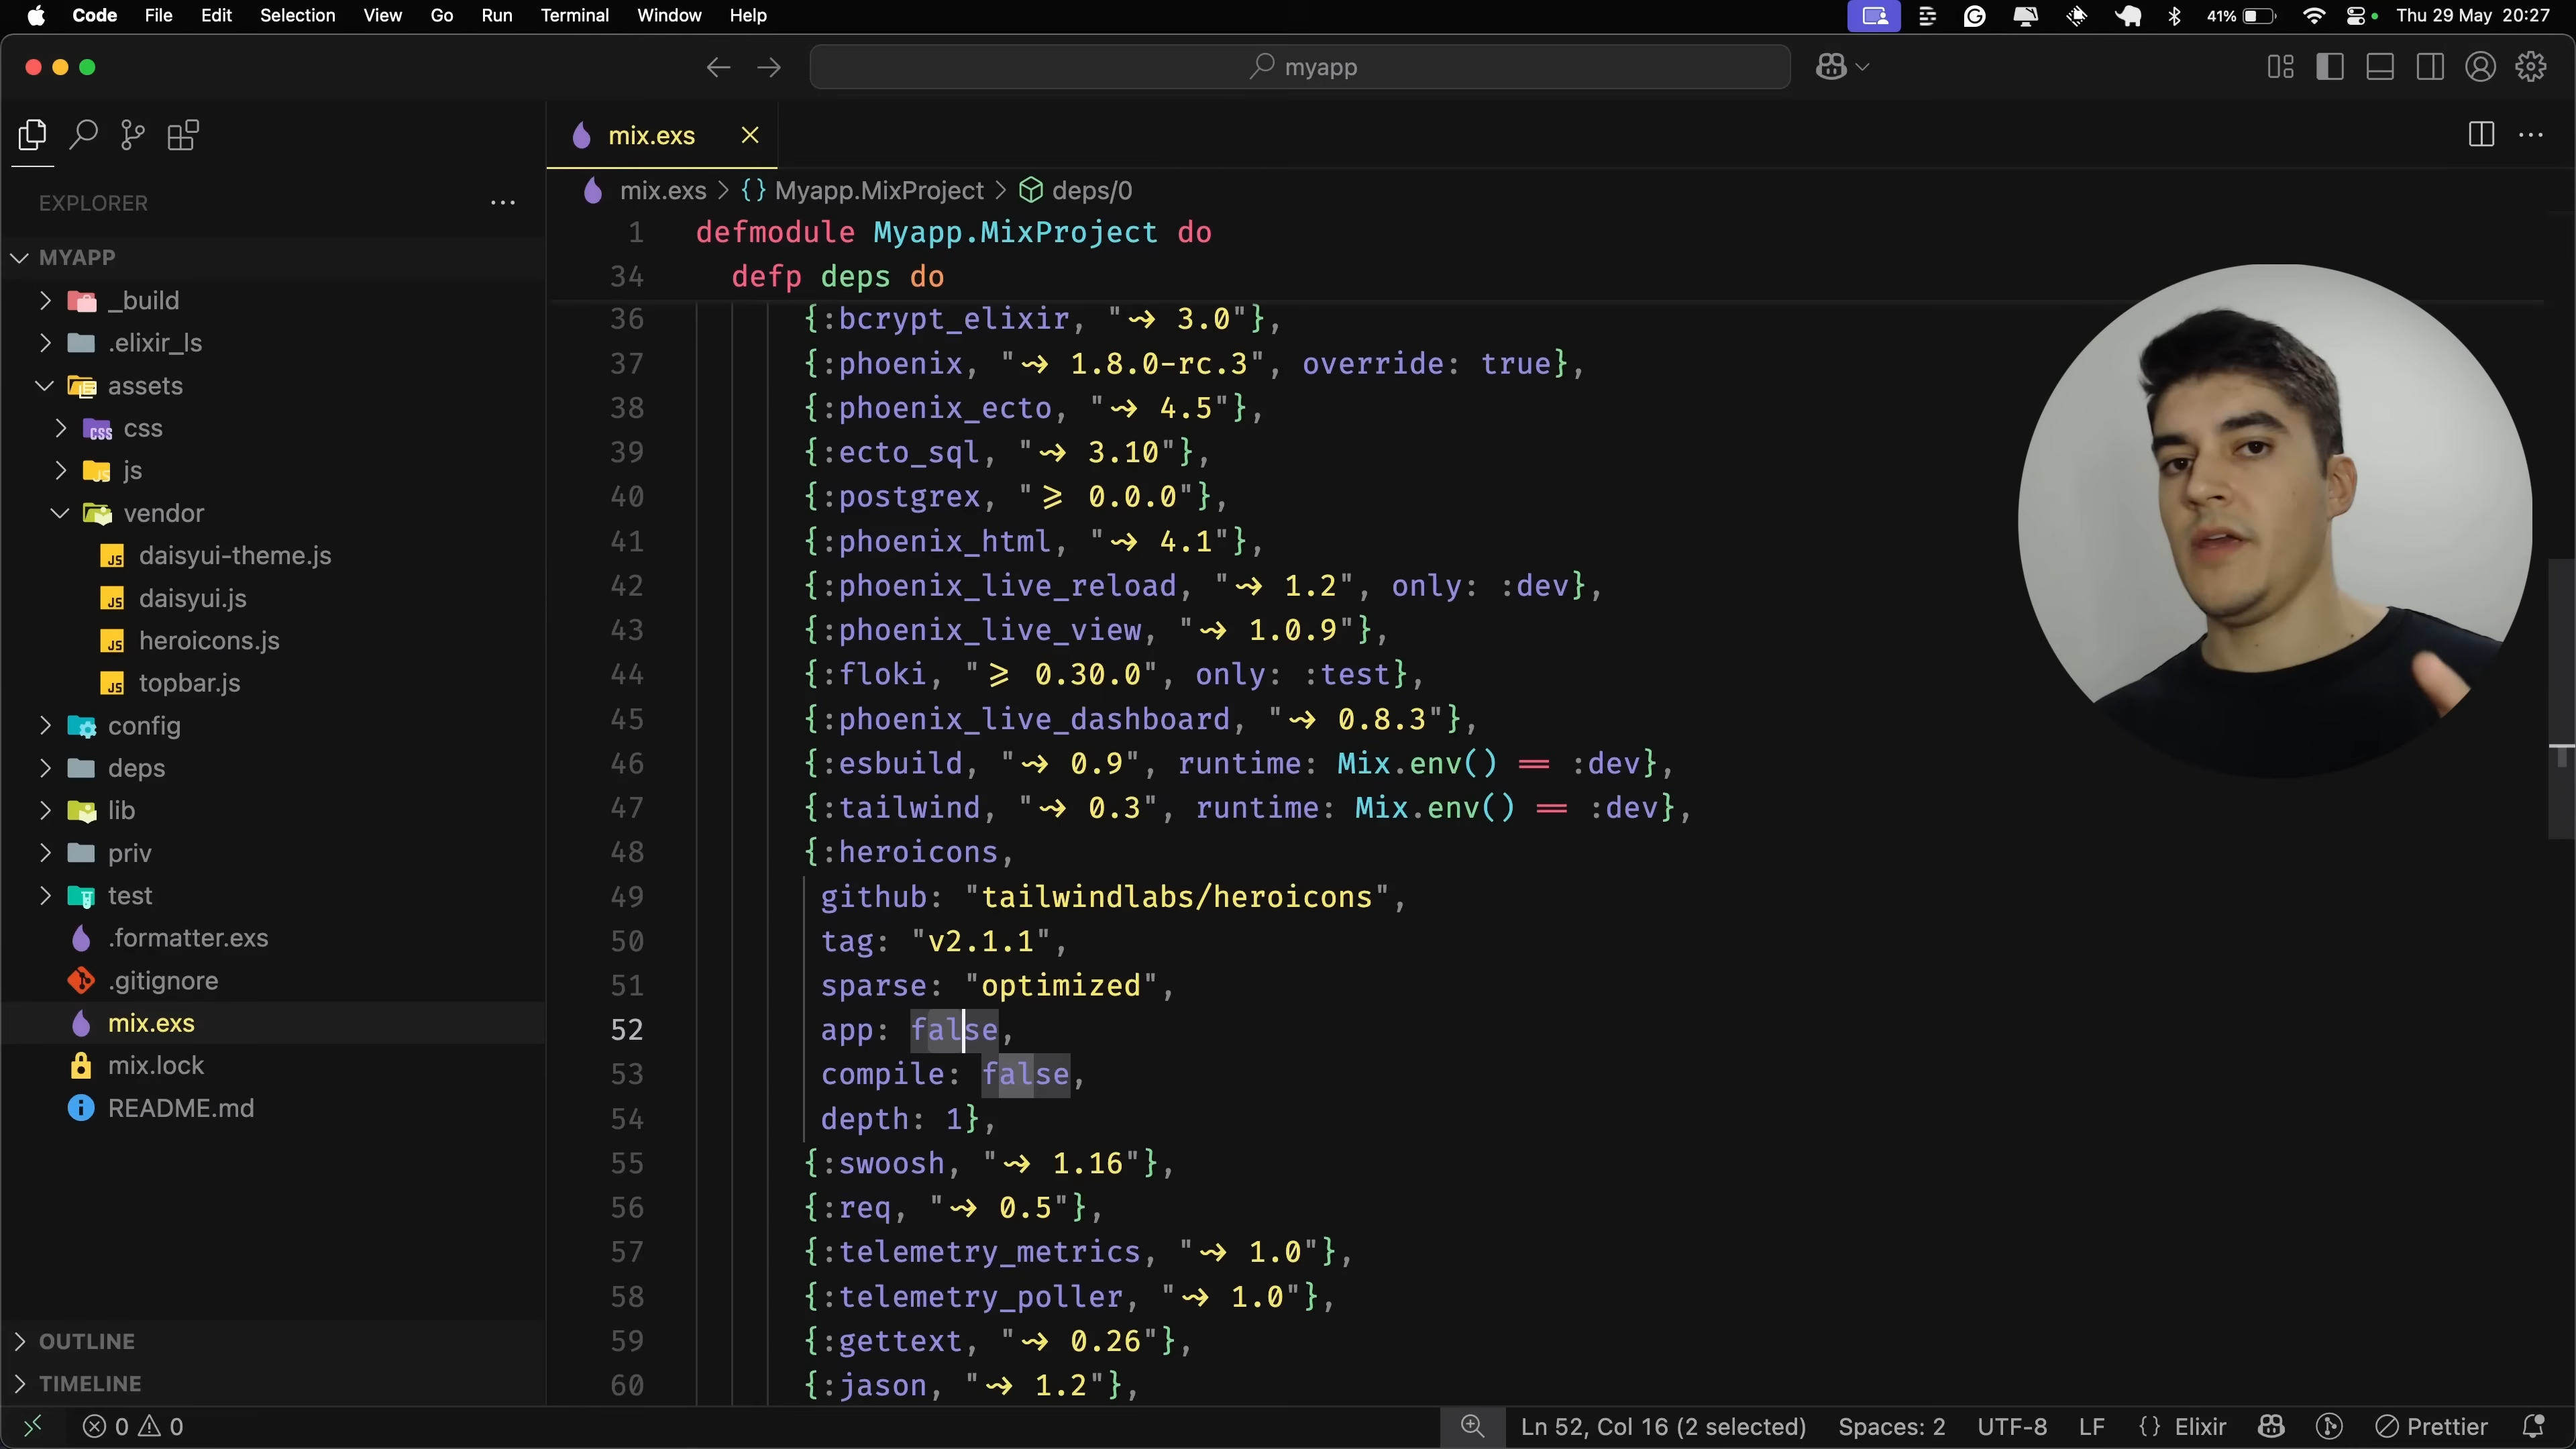 Code File Edit Selection View Go Run Terminal Window Help 41% Thu 29 May 20:27
myapp
mix.exs
EXPLORER
mix.exs > {} Myapp.MixProject > deps/0
MYAPP
_build
.elixir_ls
assets
css
js
vendor
daisyui-theme.js
daisyui.js
heroicons.js
topbar.js
config
deps
lib
priv
test
.formatter.exs
.gitignore
mix.exs
mix.lock
README.md
OUTLINE
TIMELINE
1 defmodule Myapp.MixProject do
34 defp deps do
36 {:bcrypt_elixir, "~> 3.0"},
37 {:phoenix, "~> 1.8.0-rc.3", override: true},
38 {:phoenix_ecto, "~> 4.5"},
39 {:ecto_sql, "~> 3.10"},
40 {:postgrex, ">= 0.0.0"},
41 {:phoenix_html, "~> 4.1"},
42 {:phoenix_live_reload, "~> 1.2", only: :dev},
43 {:phoenix_live_view, "~> 1.0.9"},
44 {:floki, ">= 0.30.0", only: :test},
45 {:phoenix_live_dashboard, "~> 0.8.3"},
46 {:esbuild, "~> 0.9", runtime: Mix.env() == :dev},
47 {:tailwind, "~> 0.3", runtime: Mix.env() == :dev},
48 {:heroicons,
49 github: "tailwindlabs/heroicons",
50 tag: "v2.1.1",
51 sparse: "optimized",
52 app: false,
53 compile: false,
54 depth: 1},
55 {:swoosh, "~> 1.16"},
56 {:req, "~> 0.5"},
57 {:telemetry_metrics, "~> 1.0"},
58 {:telemetry_poller, "~> 1.0"},
59 {:gettext, "~> 0.26"},
60 {:jason, "~> 1.2"},
0 0 Ln 52, Col 16 (2 selected) Spaces: 2 UTF-8 LF {} Elixir Prettier